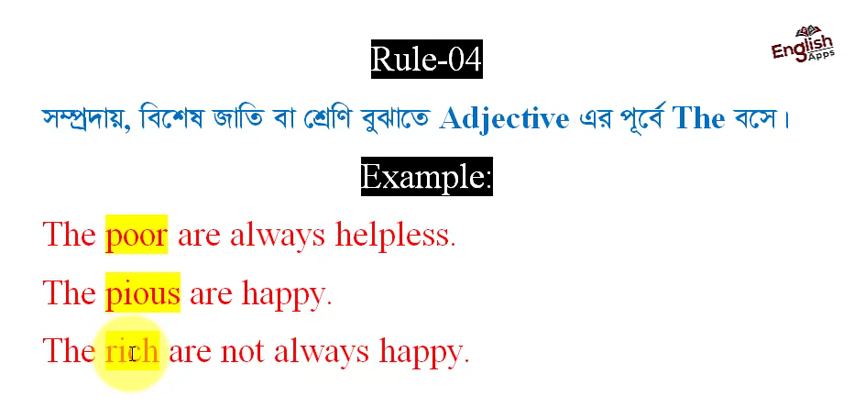 English
Apps
Rule-04
সম্প্রদায়, বিশেষ জাতি বা শ্রেণি বুঝাতে Adjective এর পূর্বে The বসে।
Example:
The poor are always helpless.
The pious are happy.
The rich are not always happy.